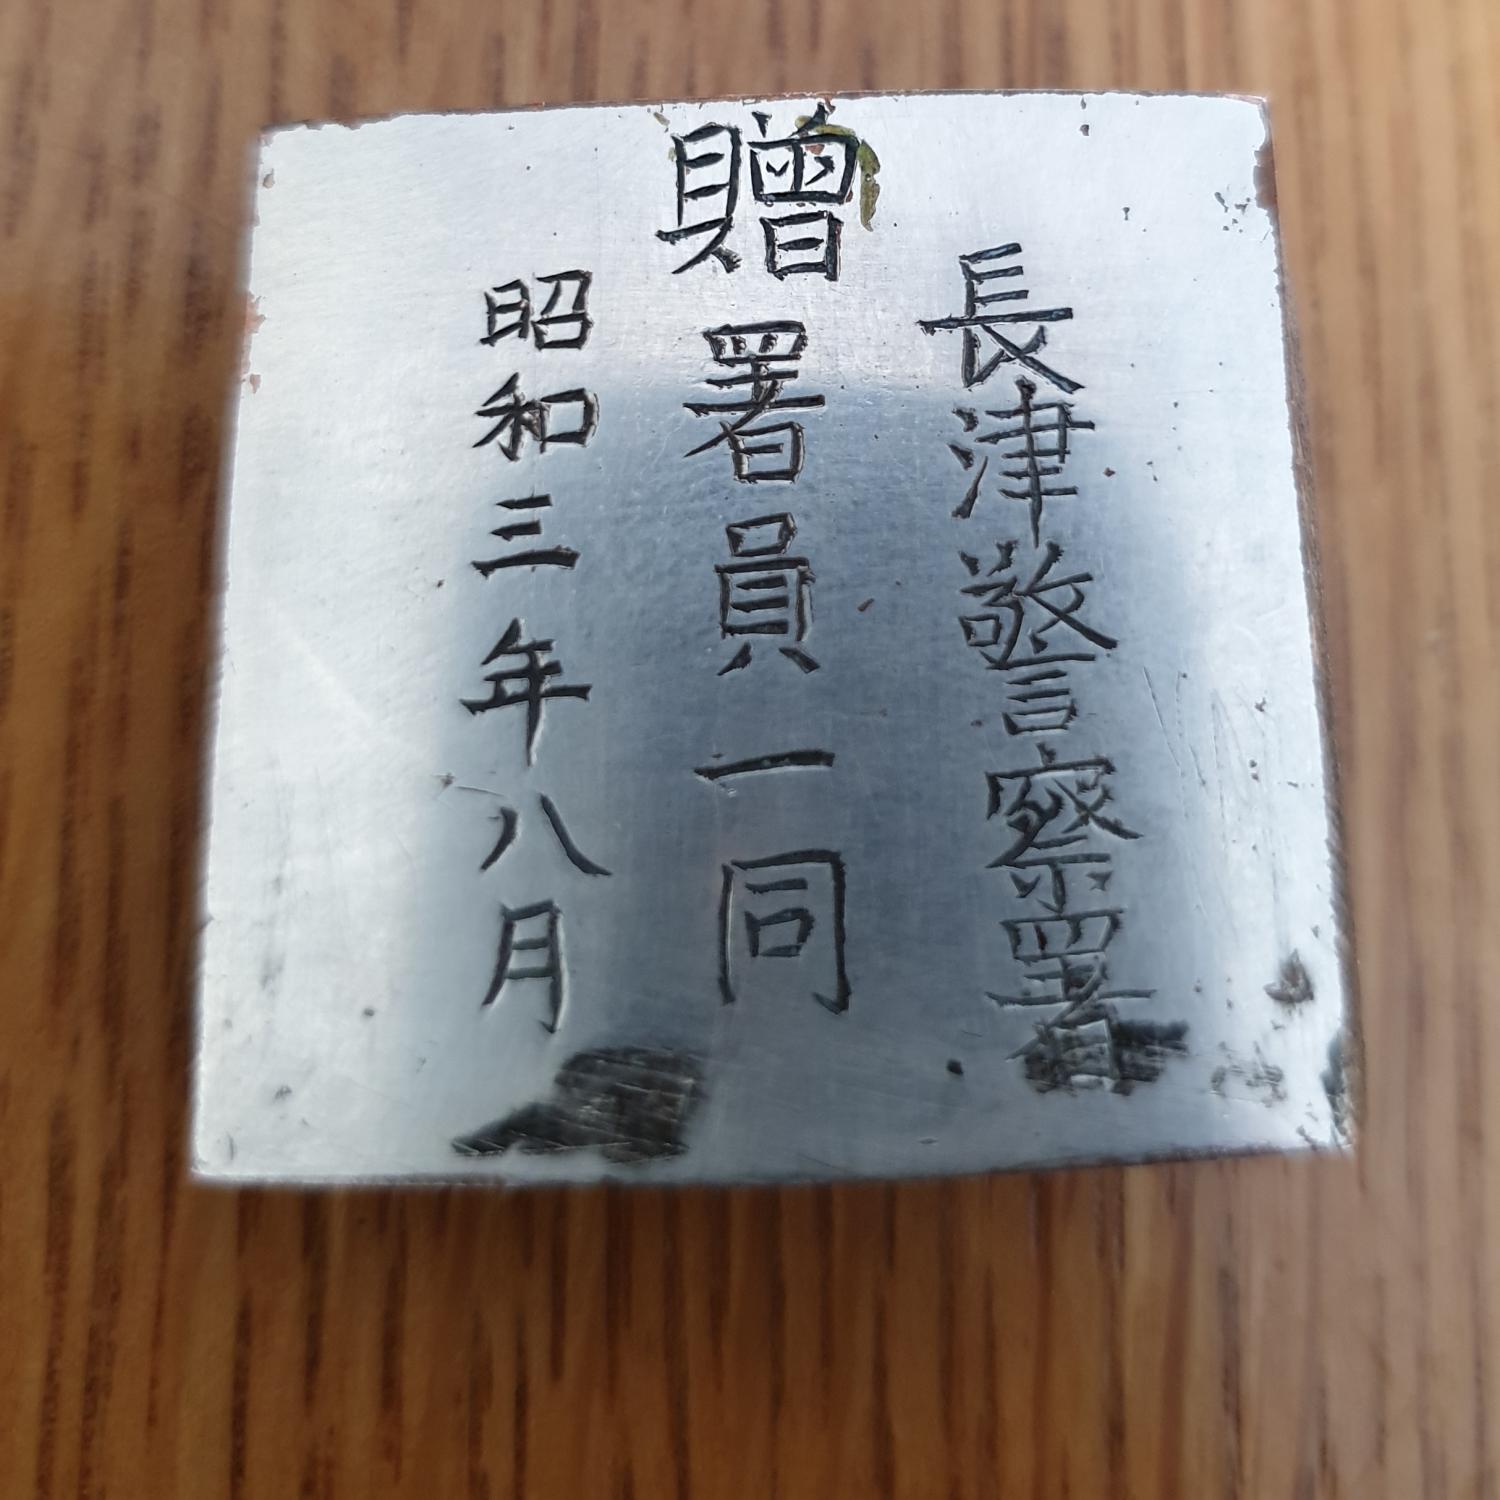 贈
長津警察署
署員一同
昭和三年八月